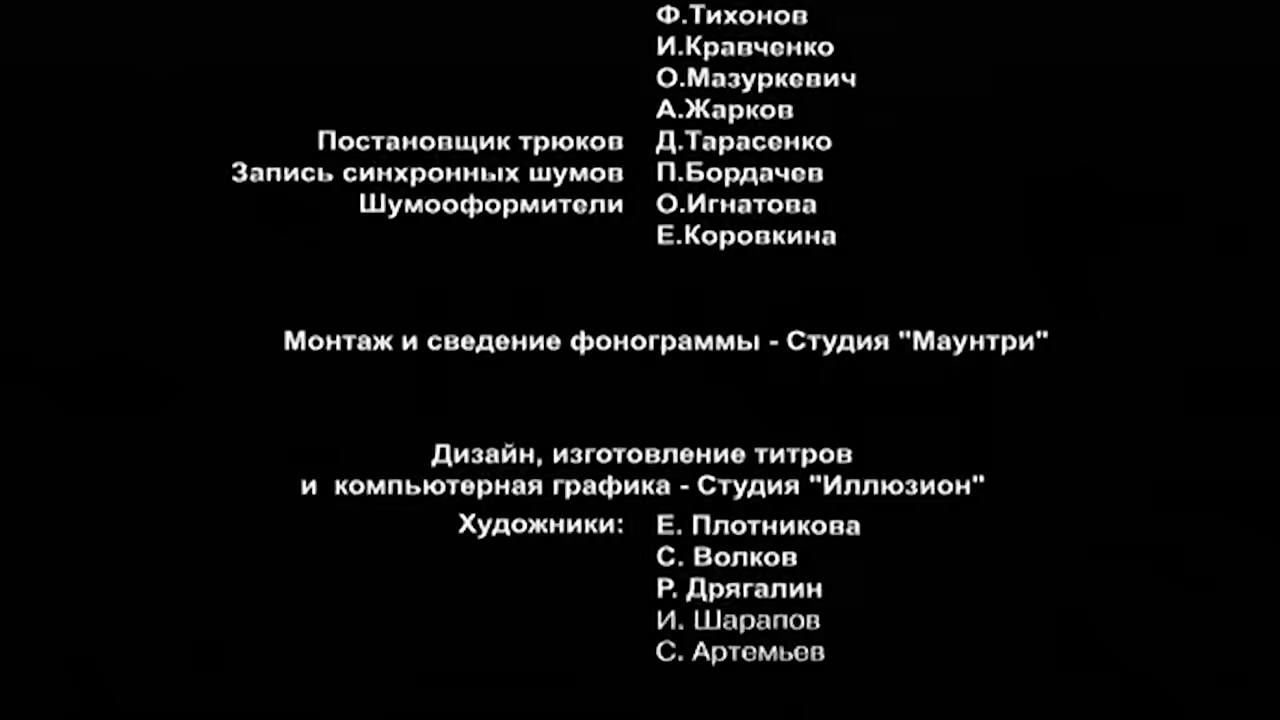 Ф.Тихонов
И.Кравченко
О.Мазуркевич
А.Жарков
Постановщик трюков Д.Тарасенко
Запись синхронных шумов П.Бордачев
Шумооформители О.Игнатова
Е.Коровкина
Монтаж и сведение фонограммы - Студия "Маунтри"
Дизайн, изготовление титров
и компьютерная графика - Студия "Иллюзион"
Художники: Е. Плотникова
С. Волков
Р. Дрягалин
И. Шарапов
С. Артемьев